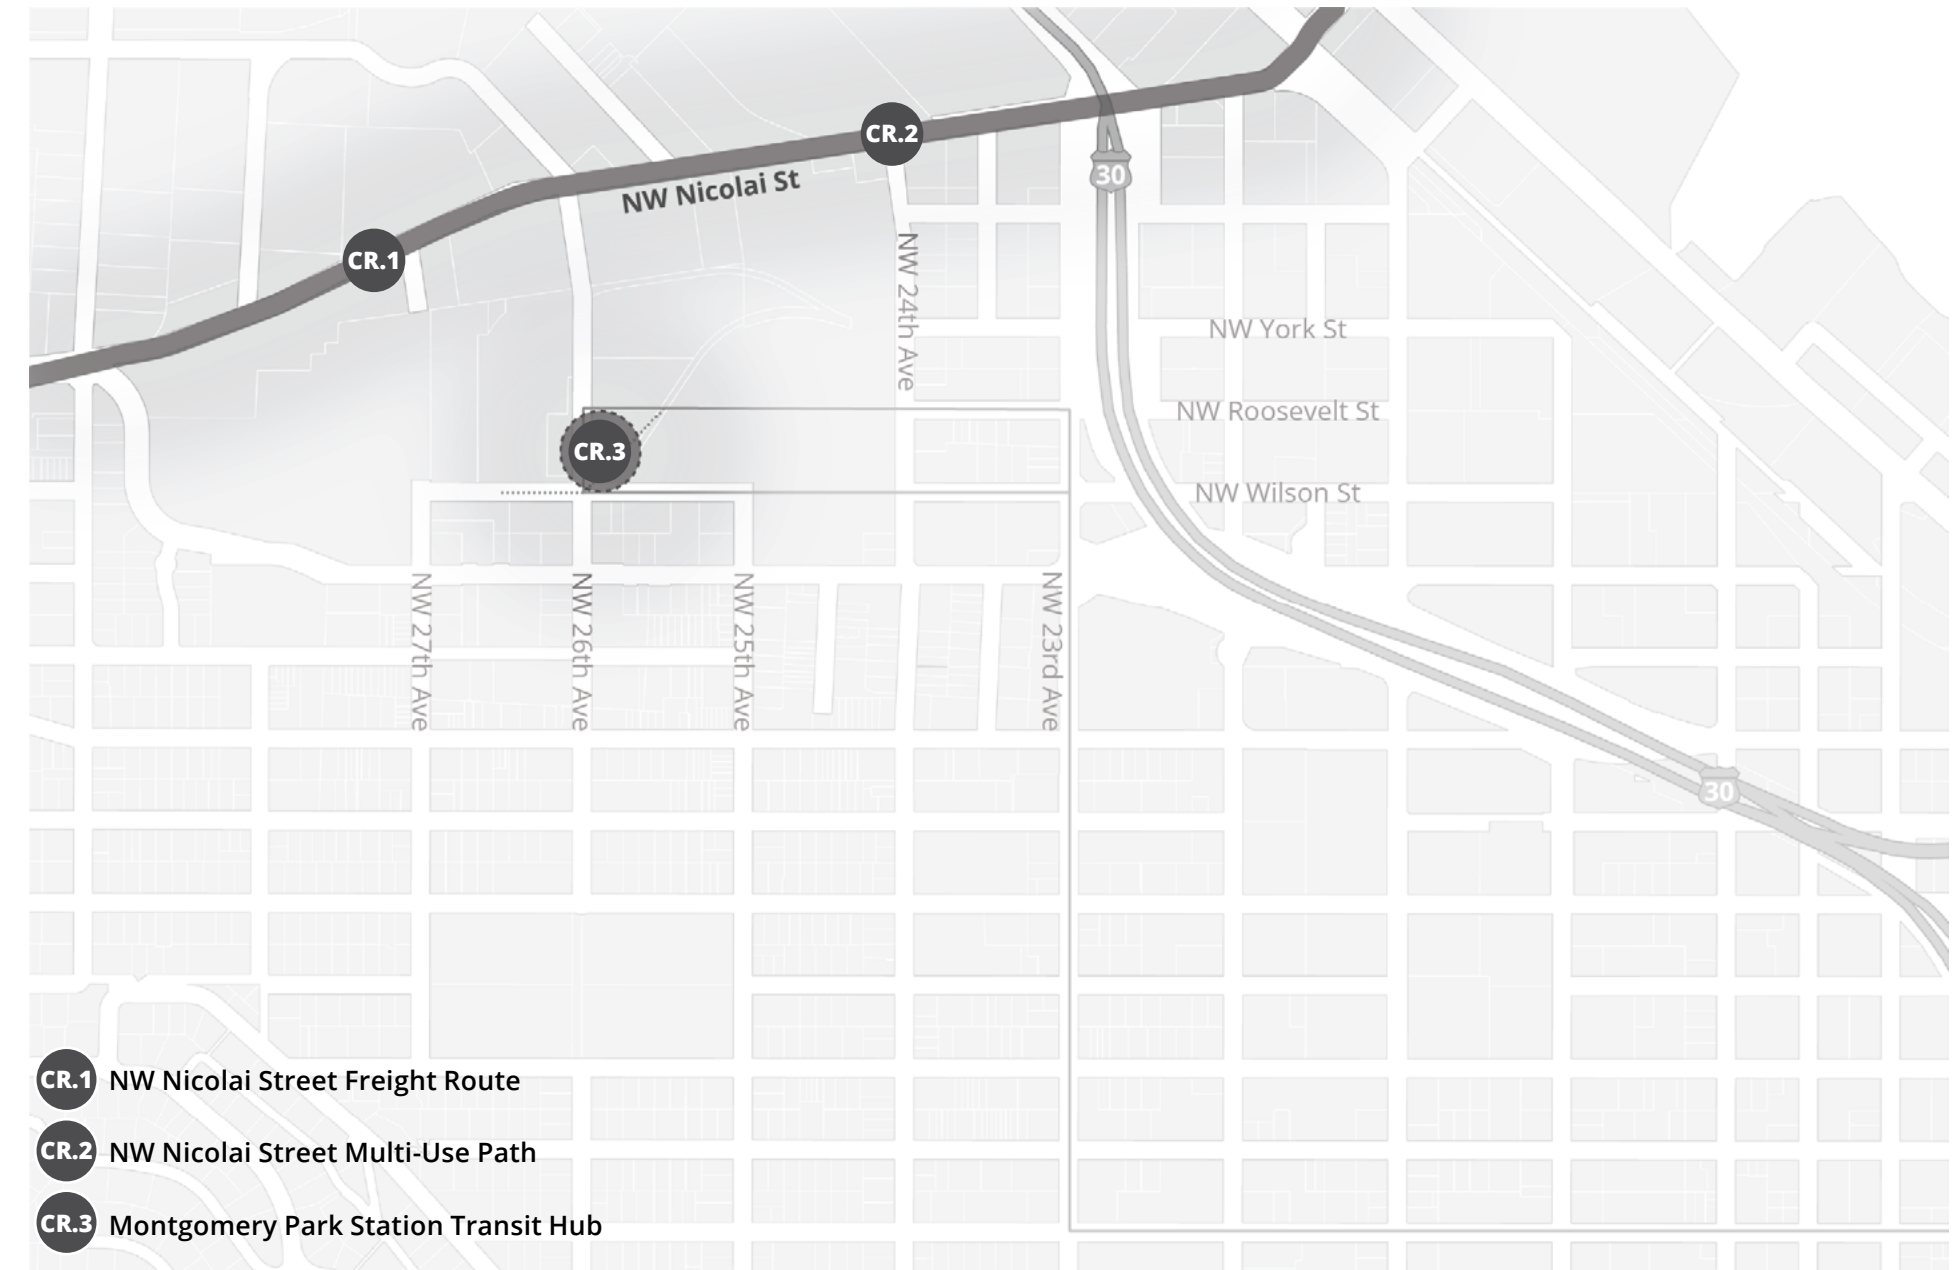 CR.2
NW Nicolai St
30
CR.1
NW 24th Ave
NW York St
NW Roosevelt St
CR.3
NW Wilson St
NW 27th Ave
NW 26th Ave
NW 25th Ave
NW 23rd Ave
30
CR.1 NW Nicolai Street Freight Route
CR.2 NW Nicolai Street Multi-Use Path
CR.3 Montgomery Park Station Transit Hub